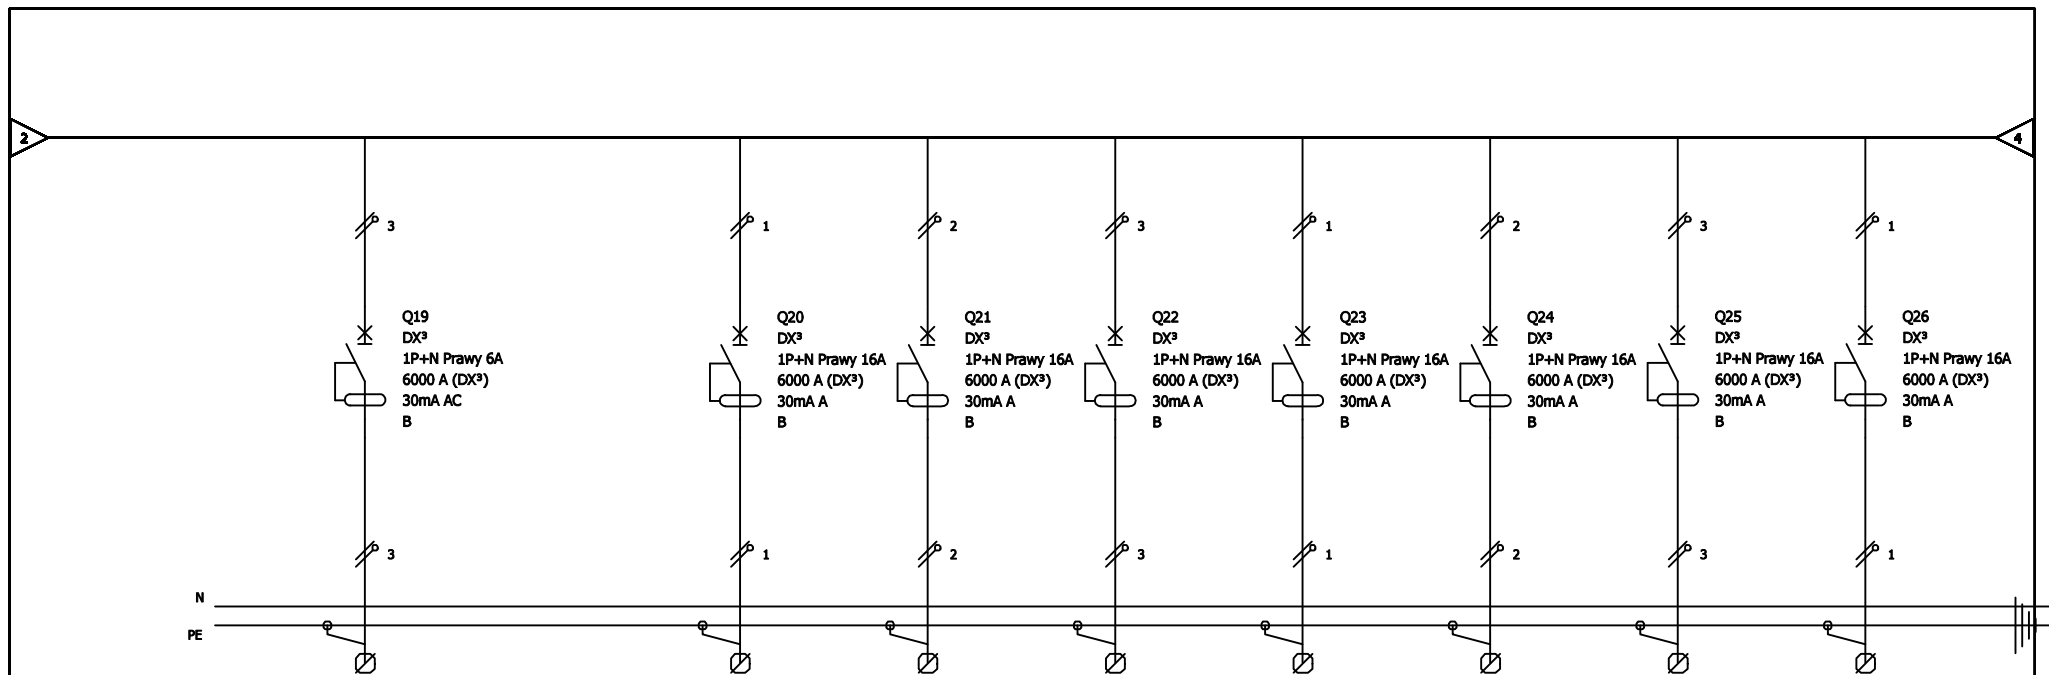 2
4
3
1
2
3
1
2
3
1
Q19
DX³
1P+N Prawy 6A
6000 A (DX³)
30mA AC
B
Q20
DX³
1P+N Prawy 16A
6000 A (DX³)
30mA A
B
Q21
DX³
1P+N Prawy 16A
6000 A (DX³)
30mA A
B
Q22
DX³
1P+N Prawy 16A
6000 A (DX³)
30mA A
B
Q23
DX³
1P+N Prawy 16A
6000 A (DX³)
30mA A
B
Q24
DX³
1P+N Prawy 16A
6000 A (DX³)
30mA A
B
Q25
DX³
1P+N Prawy 16A
6000 A (DX³)
30mA A
B
Q26
DX³
1P+N Prawy 16A
6000 A (DX³)
30mA A
B
3
1
2
3
1
2
3
1
N
PE